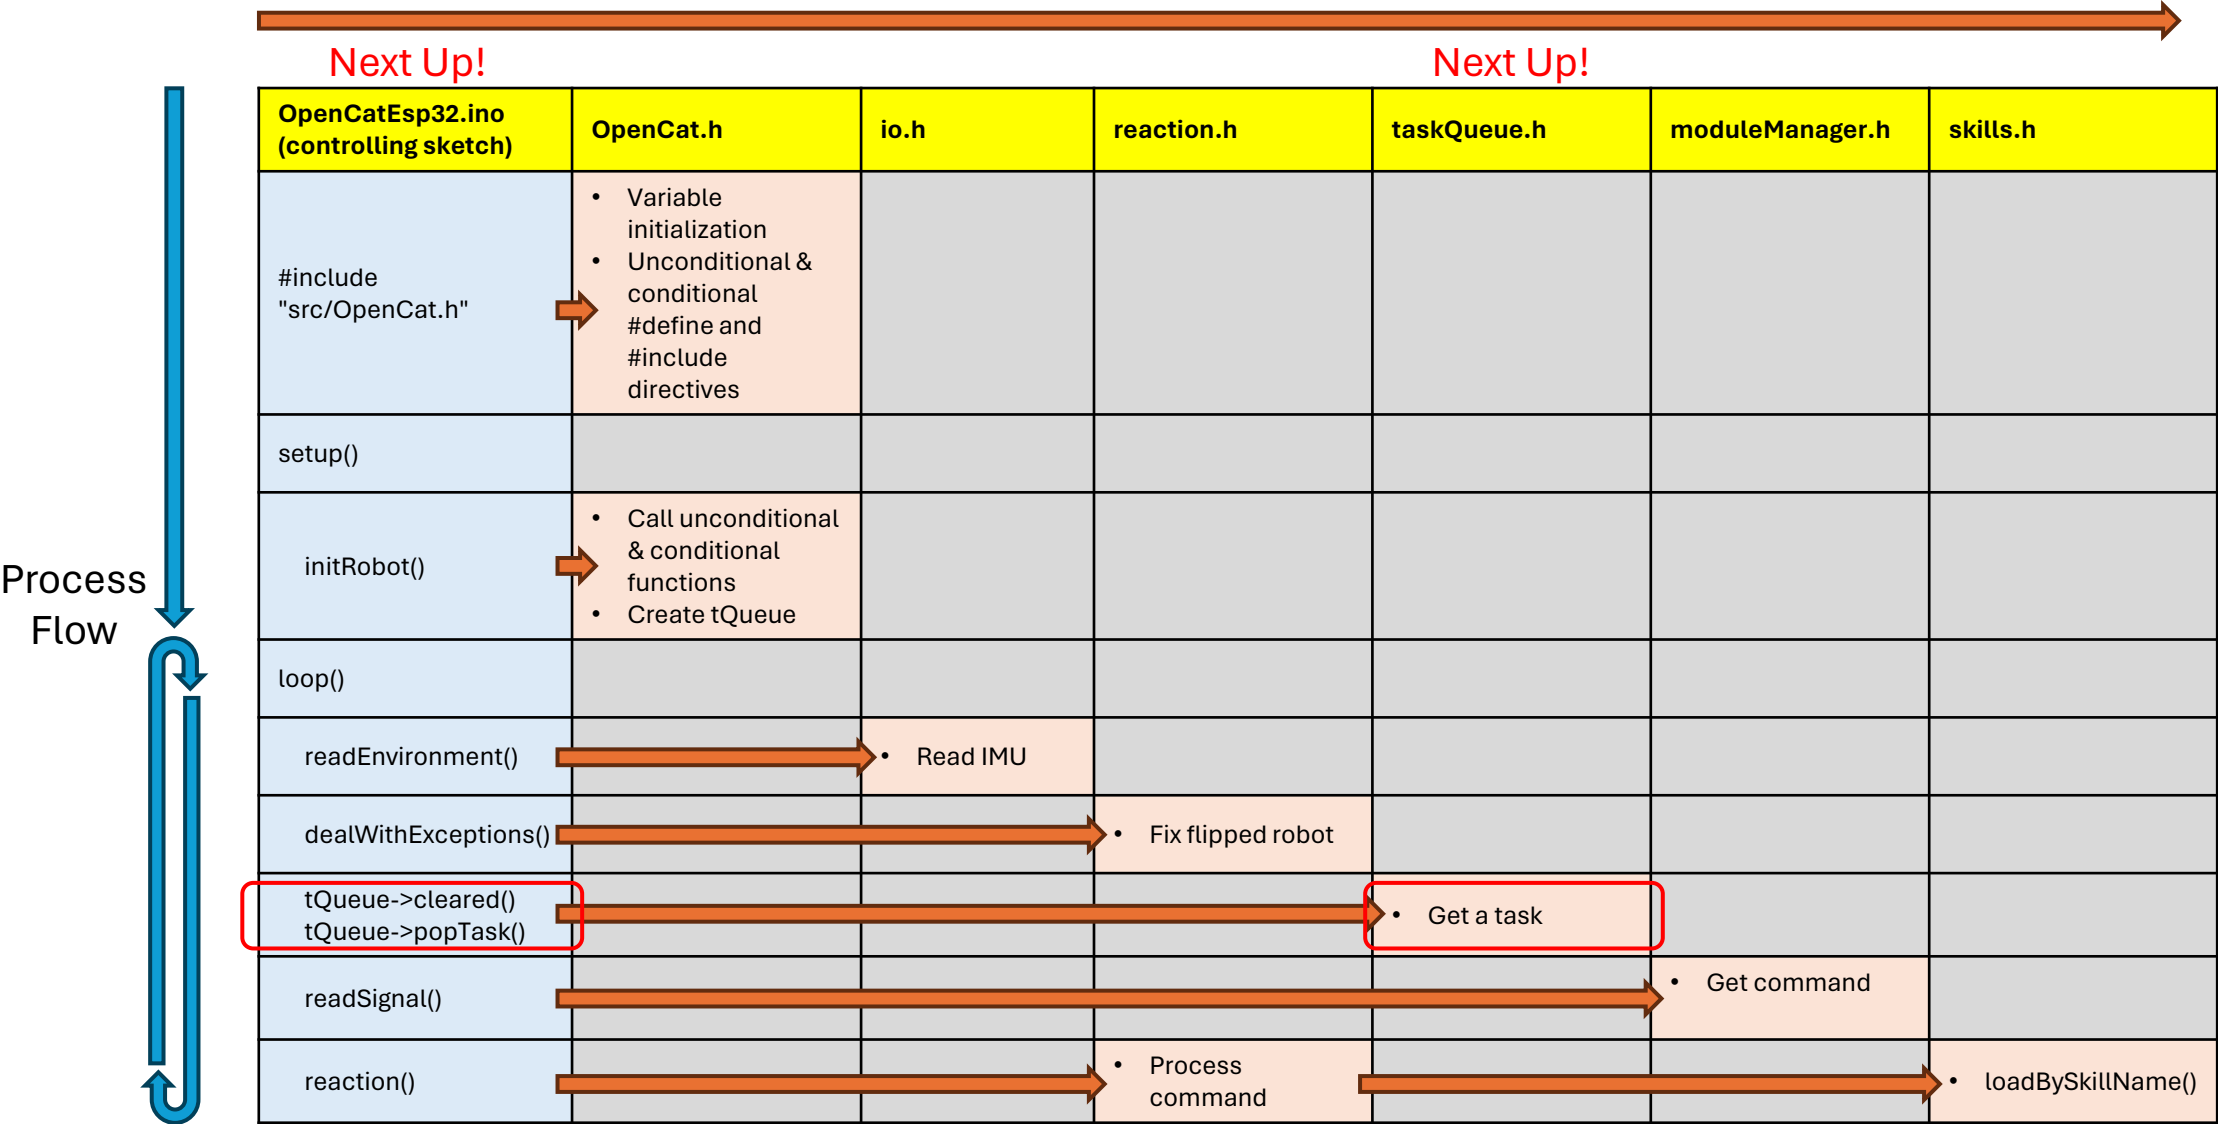 Next Up!
Next Up!
OpenCatEsp32.ino
(controlling sketch)
OpenCat.h
io.h
reaction.h
taskQueue.h
moduleManager.h
skills.h
#include
"src/OpenCat.h"
• Variable
initialization
• Unconditional &
conditional
#define and
#include
directives
setup()
initRobot()
• Call unconditional
& conditional
functions
• Create tQueue
Process
Flow
loop()
readEnvironment()
• Read IMU
dealWithExceptions()
• Fix flipped robot
tQueue->cleared()
tQueue->popTask()
• Get a task
readSignal()
• Get command
reaction()
• Process
command
• loadBySkillName()